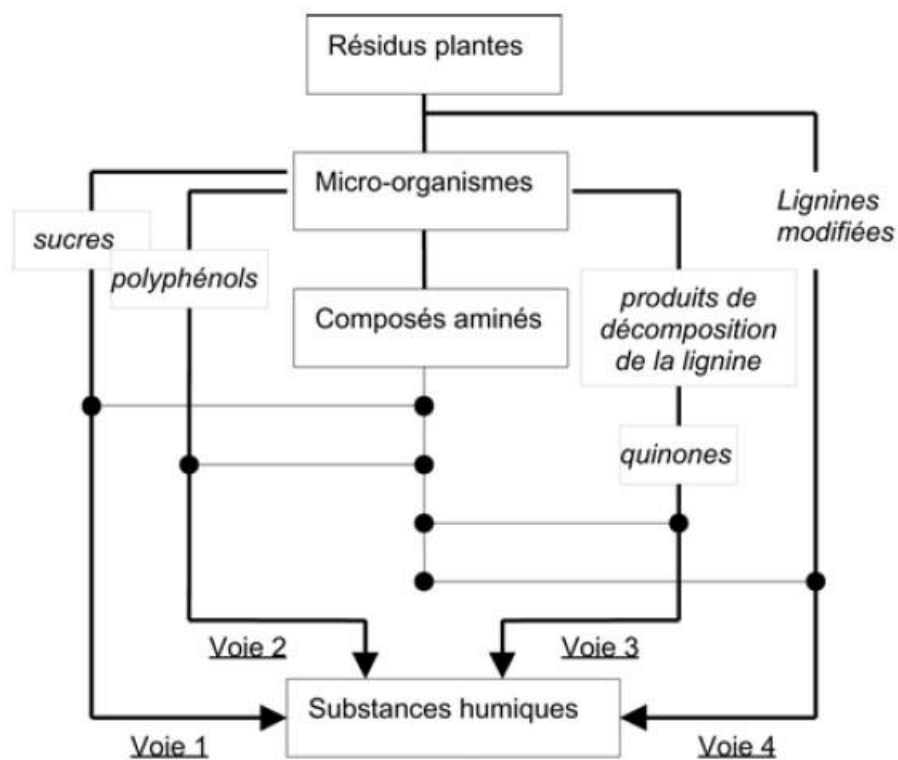 Résidus plantes
Micro-organismes
Lignines
modifiées
sucres
polyphénols
produits de
décomposition
de la lignine
Composés aminés
quinones
Voie 2
Voie 3
Substances humiques
Voie 1
Voie 4